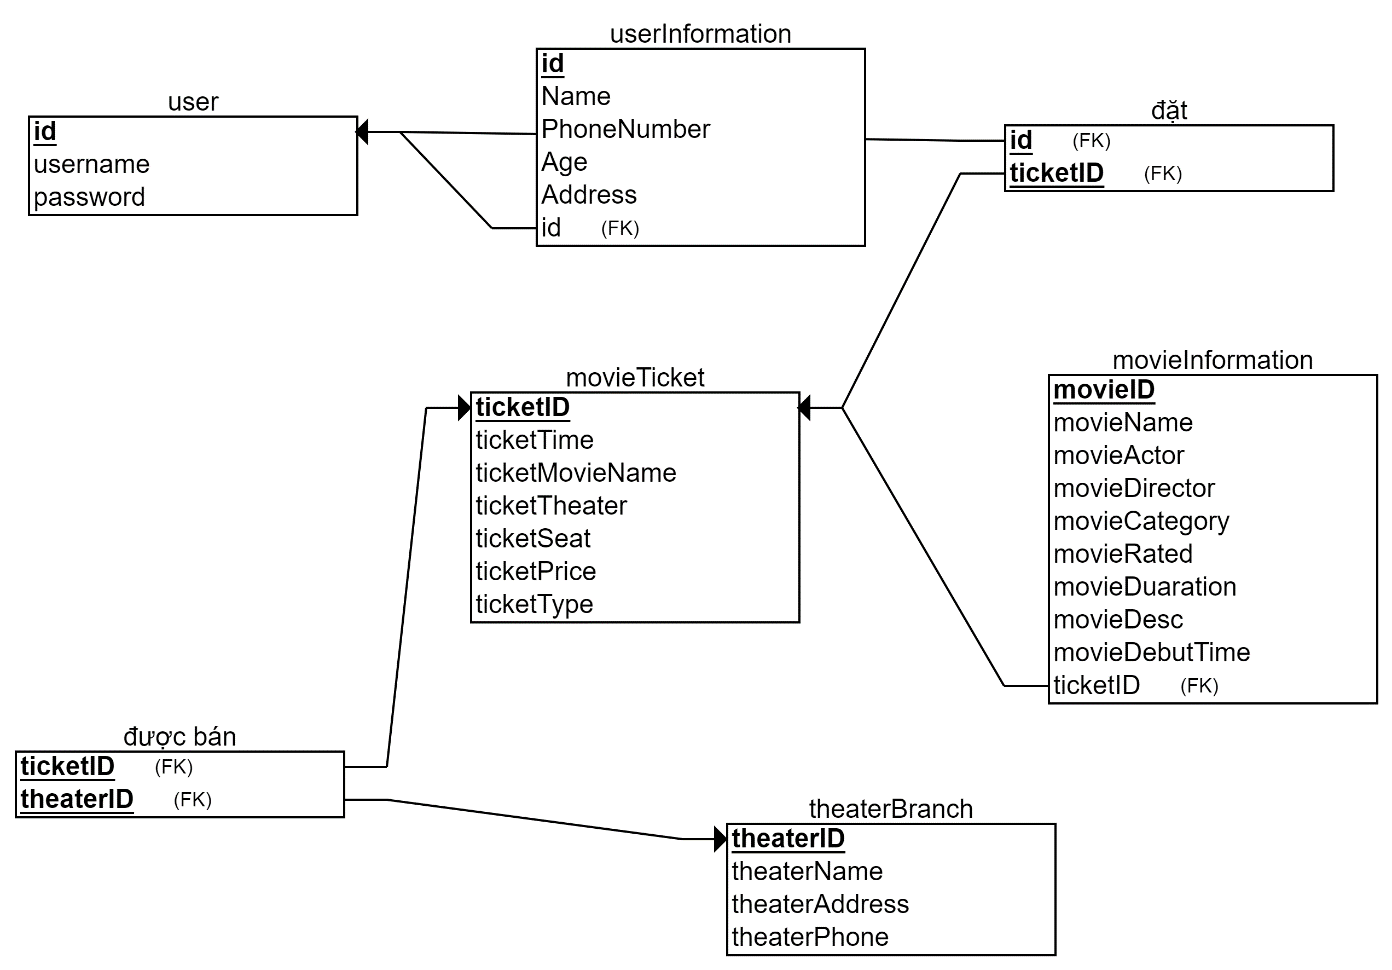 userInformation
id
Name
PhoneNumber
Age
Address
id (FK)
user
id
username
password
đặt
id (FK)
ticketID (FK)
movieTicket
ticketID
ticketTime
ticketMovieName
ticketTheater
ticketSeat
ticketPrice
ticketType
movieInformation
movieID
movieName
movieActor
movieDirector
movieCategory
movieRated
movieDuaration
movieDesc
movieDebutTime
ticketID (FK)
được bán
ticketID (FK)
theaterID (FK)
theaterBranch
theaterID
theaterName
theaterAddress
theaterPhone